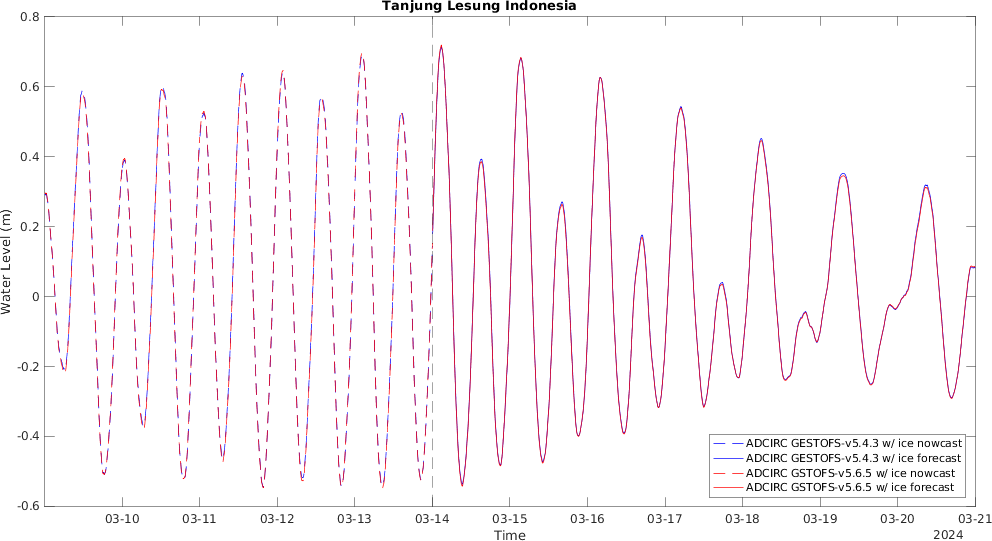 Tanjung Lesung Indonesia
0.8
0.6
0.4
0.2
0
-0.2
-0.4
-0.6
Water Level (m)
ADCIRC GESTOFS-v5.4.3 w/ ice nowcast
ADCIRC GESTOFS-v5.4.3 w/ ice forecast
ADCIRC GSTOFS-v5.6.5 w/ ice nowcast
ADCIRC GSTOFS-v5.6.5 w/ ice forecast
03-10 03-11 03-12 03-13 03-14 03-15 03-16 03-17 03-18 03-19 03-20 03-21
Time
2024